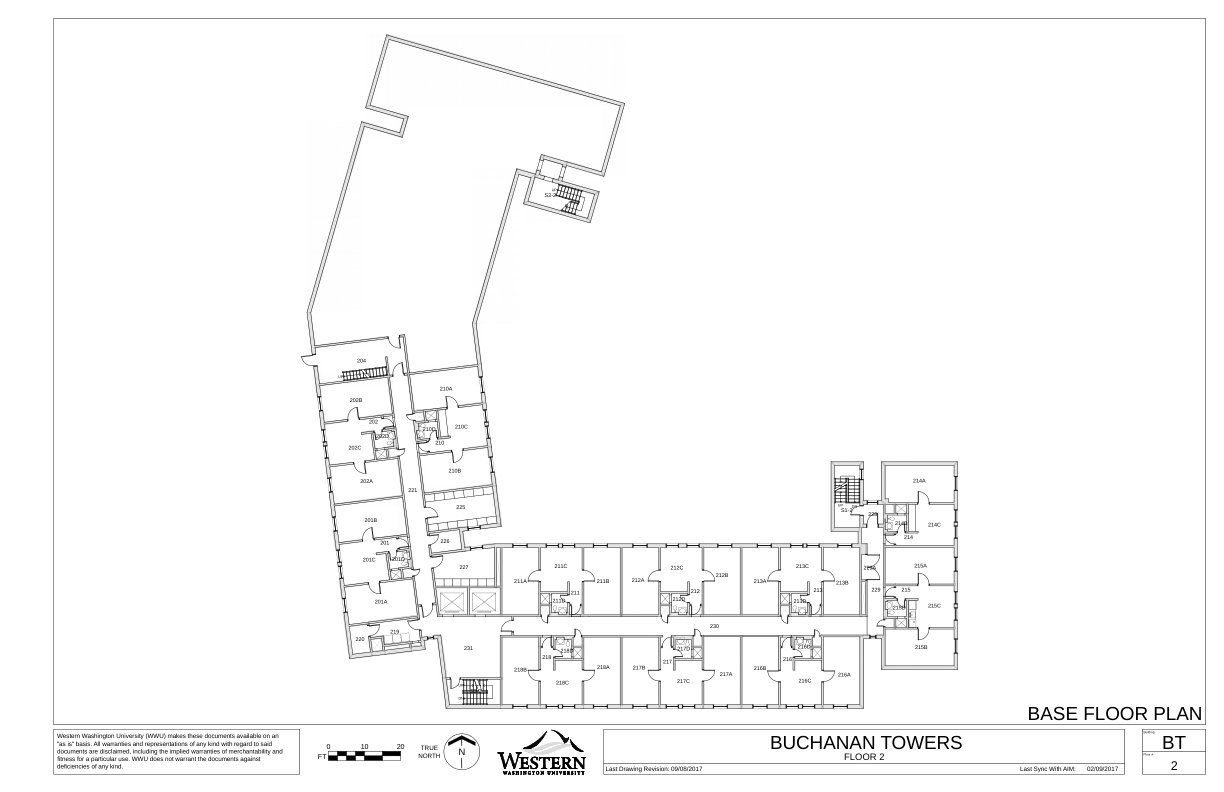 S2-2
204
210A
202B
202
210D
210C
202D
210
202C
202A
210B
221
225
201B
226
201
201D
201C
227
201A
219
220
231
211A
211C
211B
211
211D
212A
212C
212B
212
212D
213A
213C
213B
213
213D
230
218B
218
218D
218C
218A
217B
217
217D
217C
217A
216B
216
216D
216C
216A
S1-2
214A
214D
214C
214
215A
229
215
215D
215C
215B
BASE FLOOR PLAN
Western Washington University (WWU) makes these documents available on an
"as is" basis. All warranties and representations of any kind with regard to said
documents are disclaimed, including the implied warranties of merchantability and
fitness for a particular use. WWU does not warrant the documents against
deficiencies of any kind.
0 10 20
FT
TRUE
NORTH
N
WESTERN
WASHINGTON UNIVERSITY
BUCHANAN TOWERS
FLOOR 2
Last Drawing Revision: 09/08/2017
Last Sync With AIM: 02/09/2017
BT
2